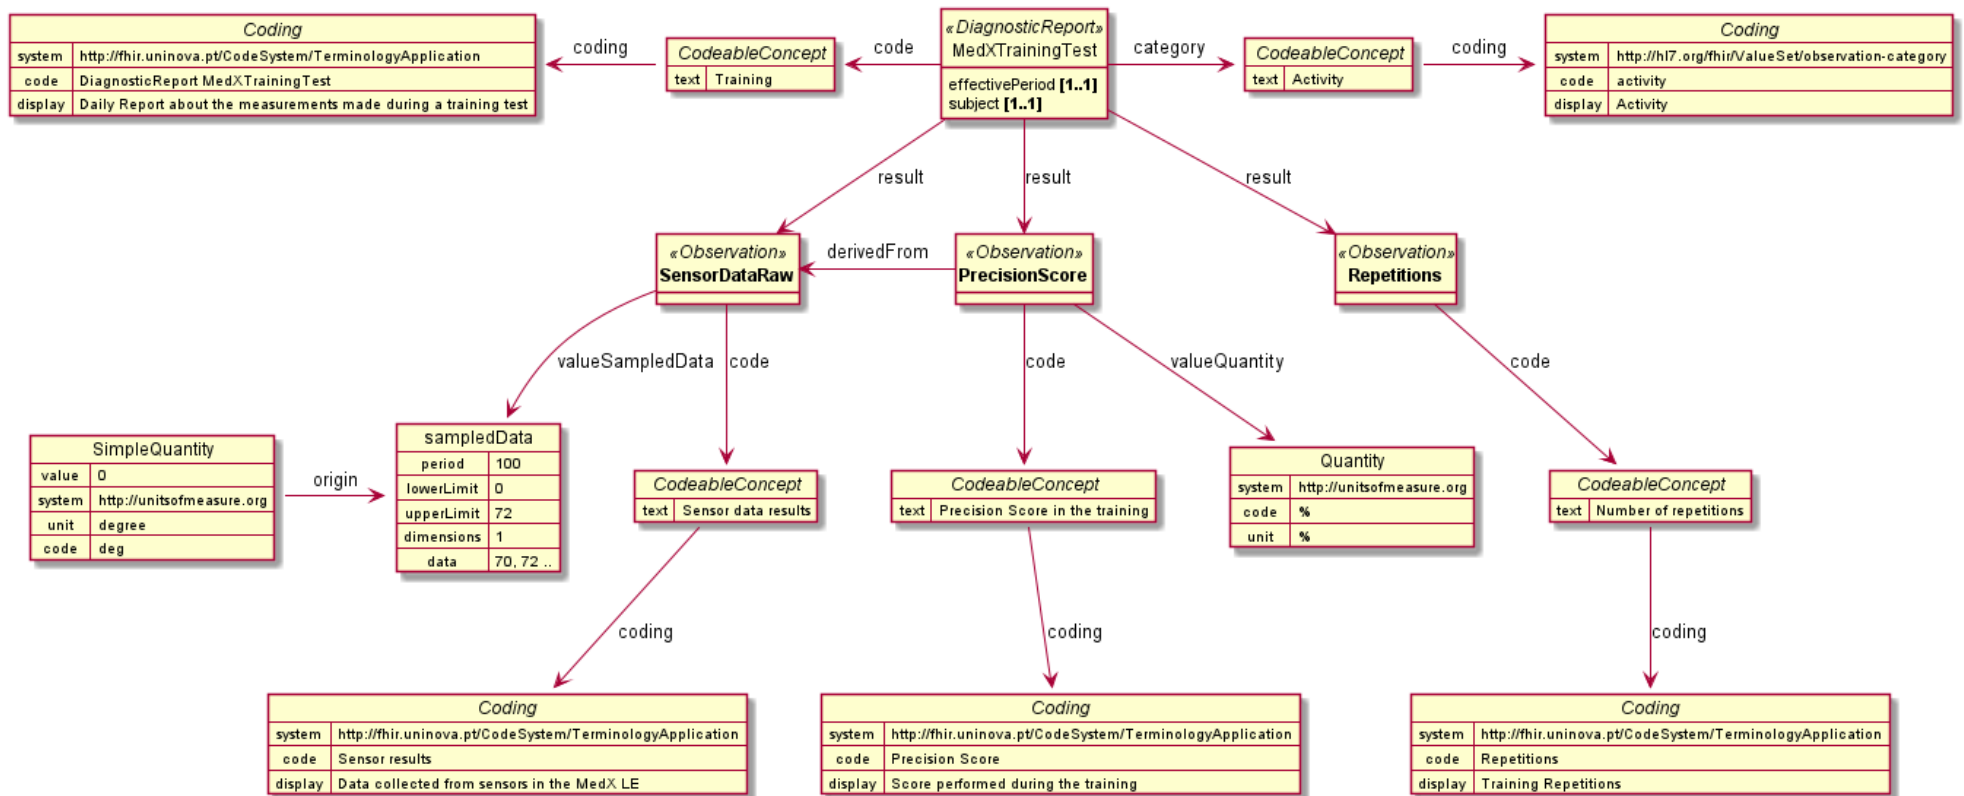 Coding
system http://fhir.uninova.pt/CodeSystem/TerminologyApplication
code DiagnosticReport MedXTrainingTest
display Daily Report about the measurements made during a training test
coding
CodeableConcept
text Training
code
«DiagnosticReport»
MedXTrainingTest
effectivePeriod [1..1]
subject [1..1]
category
CodeableConcept
text Activity
coding
Coding
system http://hl7.org/fhir/ValueSet/observation-category
code activity
display Activity
result
result
result
«Observation»
SensorDataRaw
derivedFrom
«Observation»
PrecisionScore
«Observation»
Repetitions
valueSampledData
code
code
valueQuantity
code
SimpleQuantity
value 0
system http://unitsofmeasure.org
unit degree
code deg
origin
sampledData
period 100
lowerLimit 0
upperLimit 72
dimensions 1
data 70, 72 ..
CodeableConcept
text Sensor data results
CodeableConcept
text Precision Score in the training
Quantity
system http://unitsofmeasure.org
code %
unit %
CodeableConcept
text Number of repetitions
coding
coding
coding
Coding
system http://fhir.uninova.pt/CodeSystem/TerminologyApplication
code Sensor results
display Data collected from sensors in the MedX LE
Coding
system http://fhir.uninova.pt/CodeSystem/TerminologyApplication
code Precision Score
display Score performed during the training
Coding
system http://fhir.uninova.pt/CodeSystem/TerminologyApplication
code Repetitions
display Training Repetitions